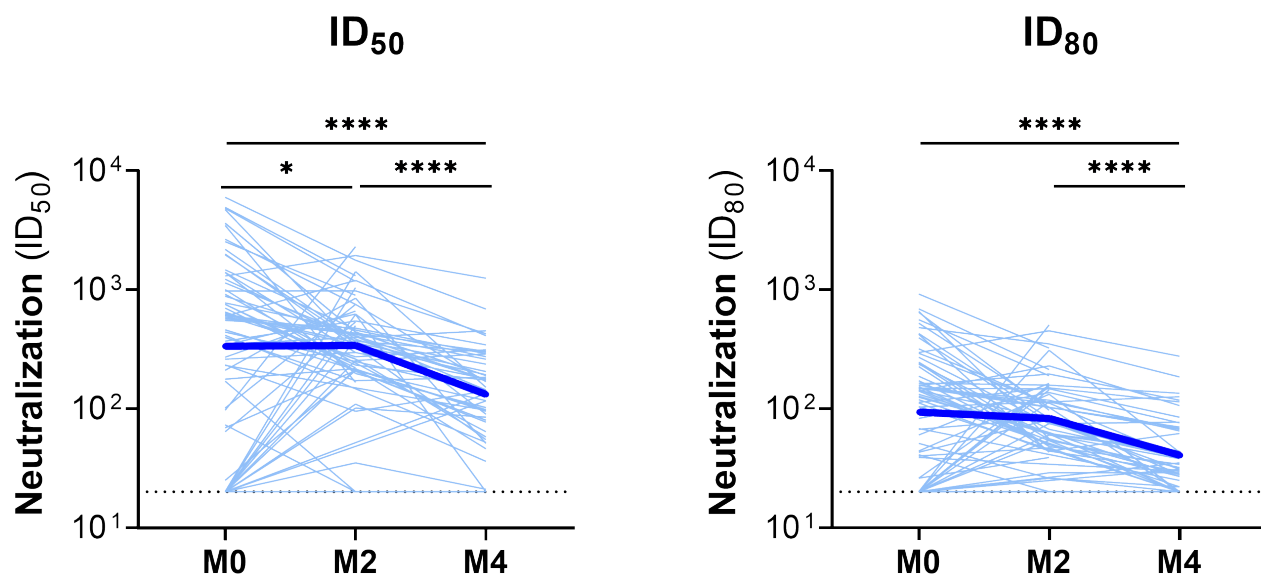 ID50
****
* ****
Neutralization (ID50)
10^4
10^3
10^2
10^1
M0 M2 M4
ID80
****
****
Neutralization (ID80)
10^4
10^3
10^2
10^1
M0 M2 M4